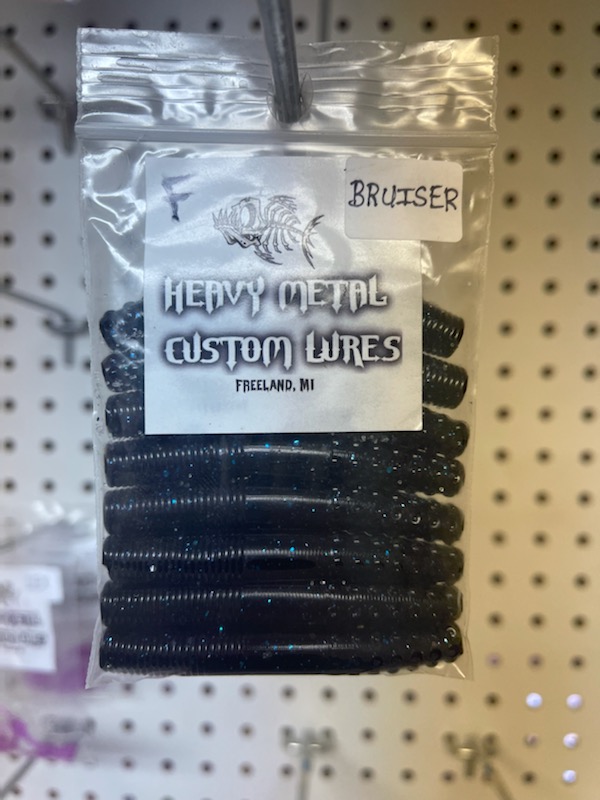 F
BRUISER
HEAVY METAL
CUSTOM LURES
FREELAND, MI